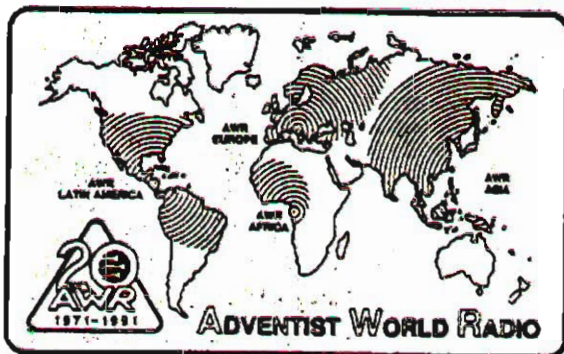 AWR
EUROPE
AWR
LATIN AMERICA
AWR
AFRICA
AWR
ASIA
20
AWR
1971-1991
ADVENTIST WORLD RADIO